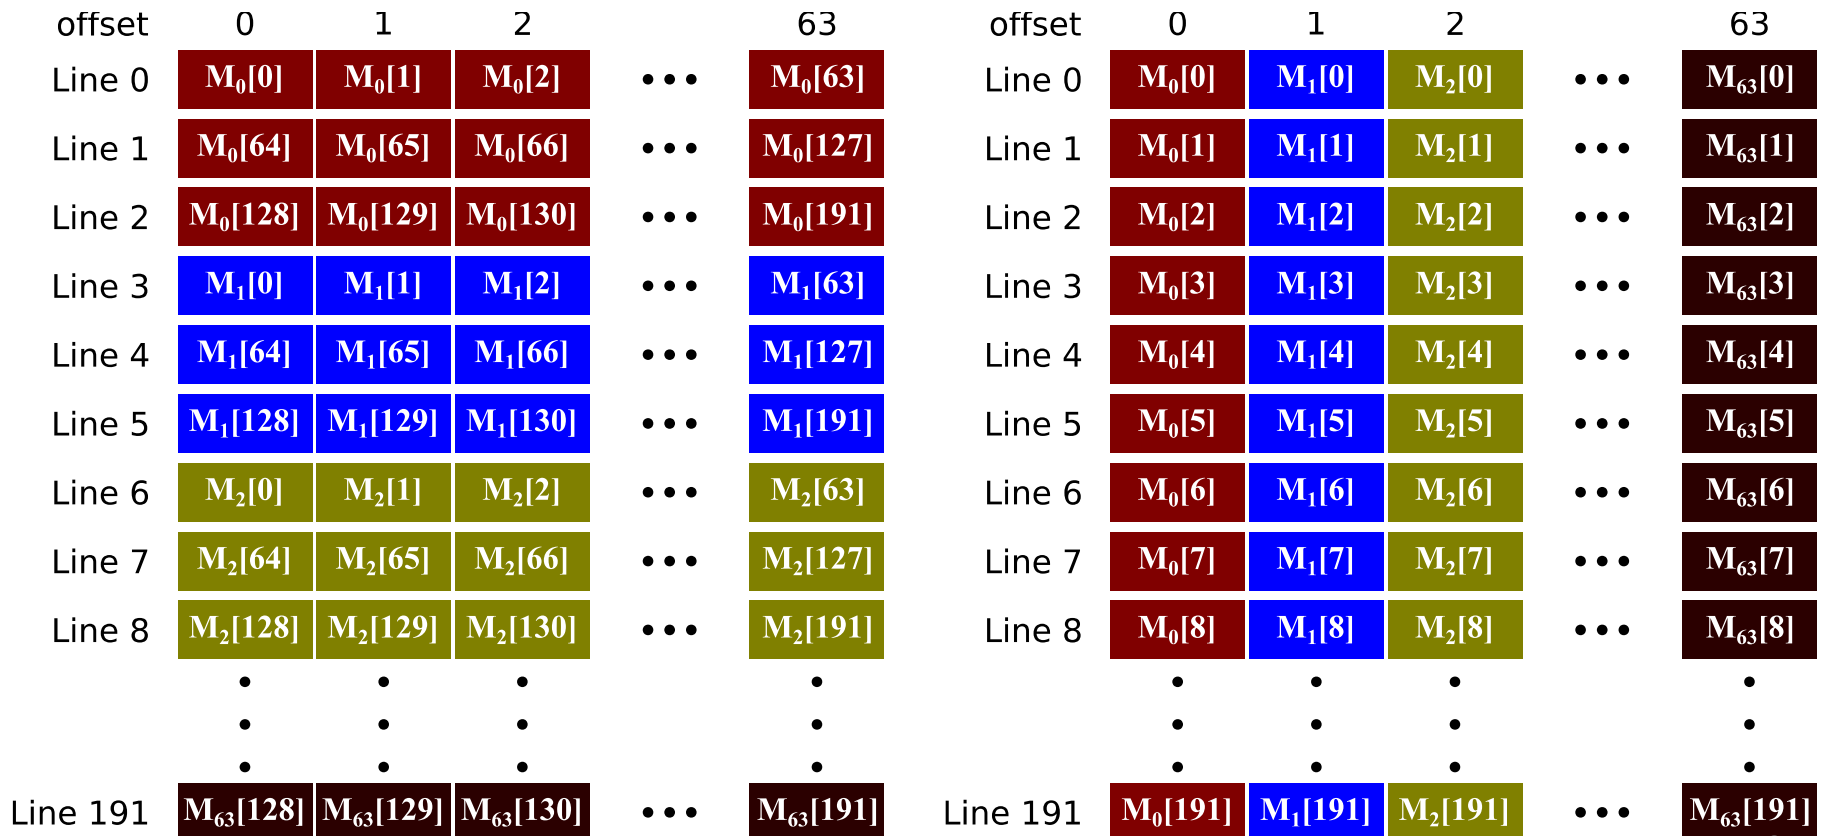 offset 0 1 2 63 offset 0 1 2 63
Line 0 M₀[0] M₀[1] M₀[2] ••• M₀[63] Line 0 M₀[0] M₁[0] M₂[0] ••• M₆₃[0]
Line 1 M₀[64] M₀[65] M₀[66] ••• M₀[127] Line 1 M₀[1] M₁[1] M₂[1] ••• M₆₃[1]
Line 2 M₀[128] M₀[129] M₀[130] ••• M₀[191] Line 2 M₀[2] M₁[2] M₂[2] ••• M₆₃[2]
Line 3 M₁[0] M₁[1] M₁[2] ••• M₁[63] Line 3 M₀[3] M₁[3] M₂[3] ••• M₆₃[3]
Line 4 M₁[64] M₁[65] M₁[66] ••• M₁[127] Line 4 M₀[4] M₁[4] M₂[4] ••• M₆₃[4]
Line 5 M₁[128] M₁[129] M₁[130] ••• M₁[191] Line 5 M₀[5] M₁[5] M₂[5] ••• M₆₃[5]
Line 6 M₂[0] M₂[1] M₂[2] ••• M₂[63] Line 6 M₀[6] M₁[6] M₂[6] ••• M₆₃[6]
Line 7 M₂[64] M₂[65] M₂[66] ••• M₂[127] Line 7 M₀[7] M₁[7] M₂[7] ••• M₆₃[7]
Line 8 M₂[128] M₂[129] M₂[130] ••• M₂[191] Line 8 M₀[8] M₁[8] M₂[8] ••• M₆₃[8]
Line 191 M₆₃[128] M₆₃[129] M₆₃[130] ••• M₆₃[191] Line 191 M₀[191] M₁[191] M₂[191] ••• M₆₃[191]